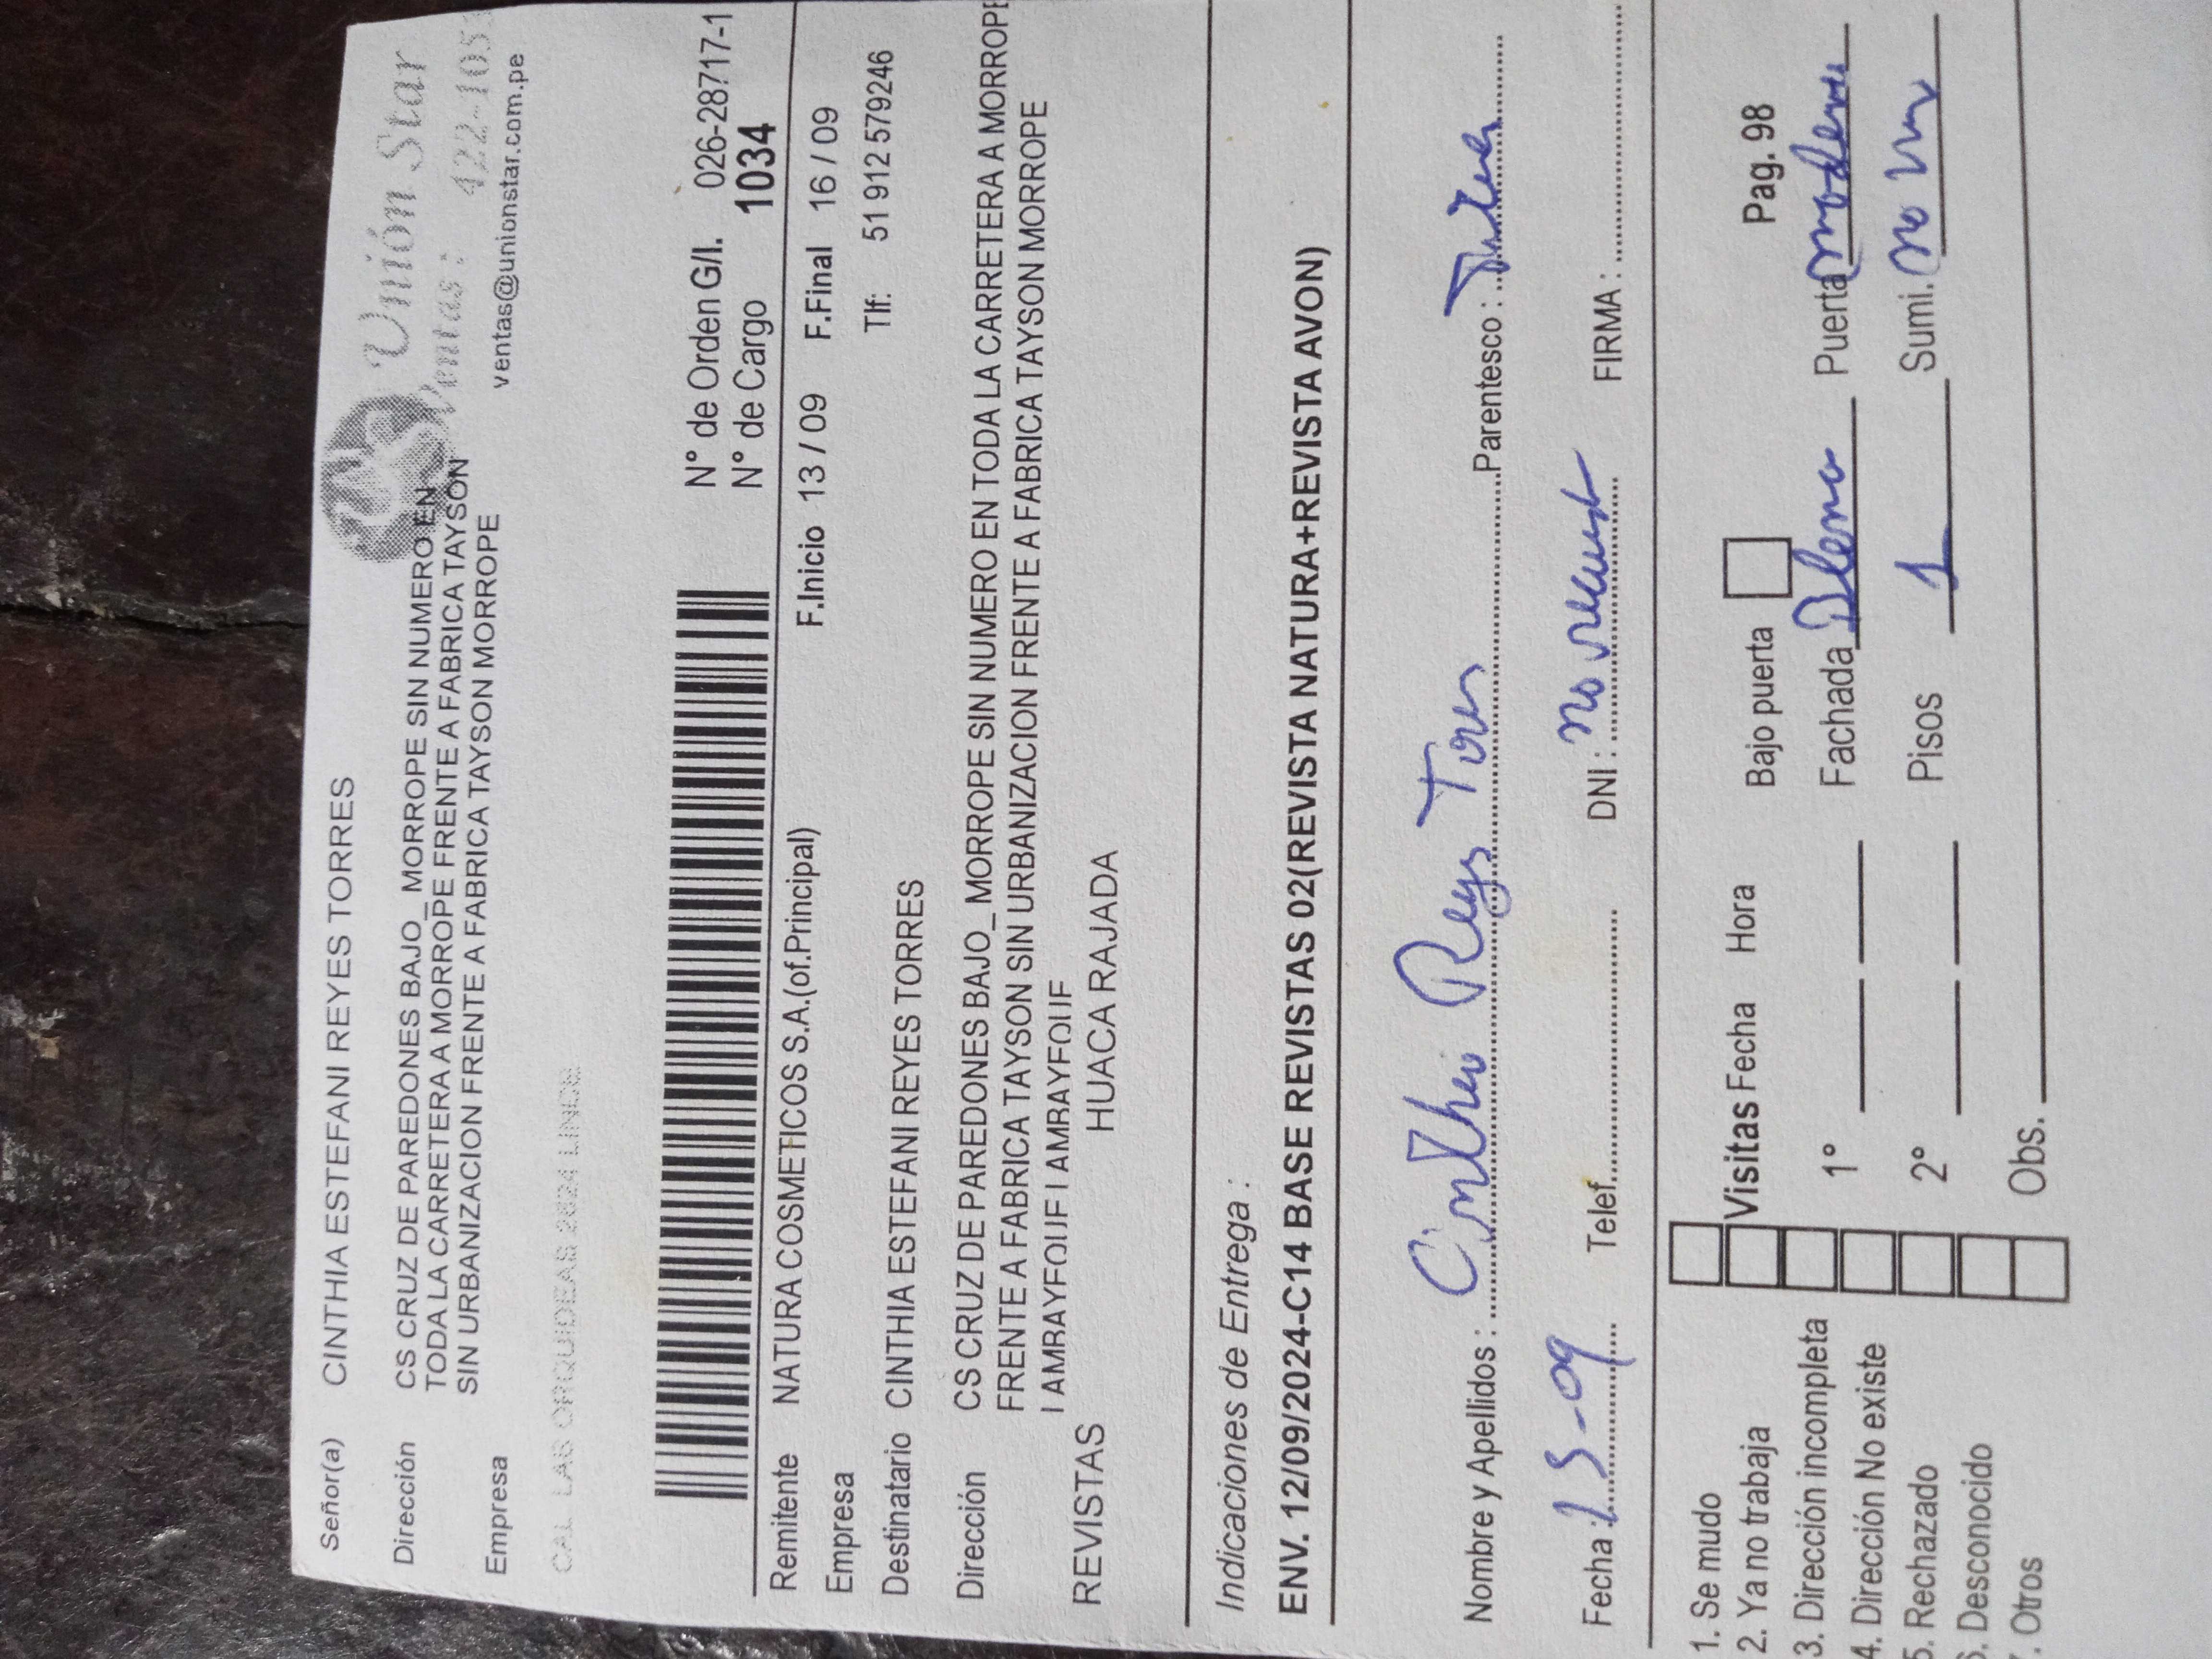 Unión Star
Ventas: 422-105
ventas@unionstar.com.pe
Señor(a) CINTHIA ESTEFANI REYES TORRES
Dirección CS CRUZ DE PAREDONES BAJO_MORROPE SIN NUMERO EN
TODA LA CARRETERA A MORROPE FRENTE A FABRICA TAYSON
SIN URBANIZACION FRENTE A FABRICA TAYSON MORROPE
Empresa
CAL LAS ORQUIDEAS 2624 LINCE
N° de Orden G/I. 026-28717-1
N° de Cargo 1034
Remitente NATURA COSMETICOS S.A.(of.Principal) F.Inicio 13 / 09 F.Final 16 / 09
Empresa Tlf: 51 912 579246
Destinatario CINTHIA ESTEFANI REYES TORRES
Dirección CS CRUZ DE PAREDONES BAJO_MORROPE SIN NUMERO EN TODA LA CARRETERA A MORROPE
FRENTE A FABRICA TAYSON SIN URBANIZACION FRENTE A FABRICA TAYSON MORROPE
REVISTAS HUACA RAJADA
Indicaciones de Entrega :
ENV. 12/09/2024-C14 BASE REVISTAS 02(REVISTA NATURA+REVISTA AVON)
Nombre y Apellidos : Cinthia Reyes Torres Parentesco :
Fecha : 15-09 Telef. DNI : no FIRMA :
1. Se mudo
2. Ya no trabaja Visitas Fecha Hora Bajo puerta Pag. 98
3. Dirección incompleta
4. Dirección No existe 1° Fachada Puerta
5. Rechazado 2° Pisos 1 Sumi. no
6. Desconocido
7. Otros Obs.